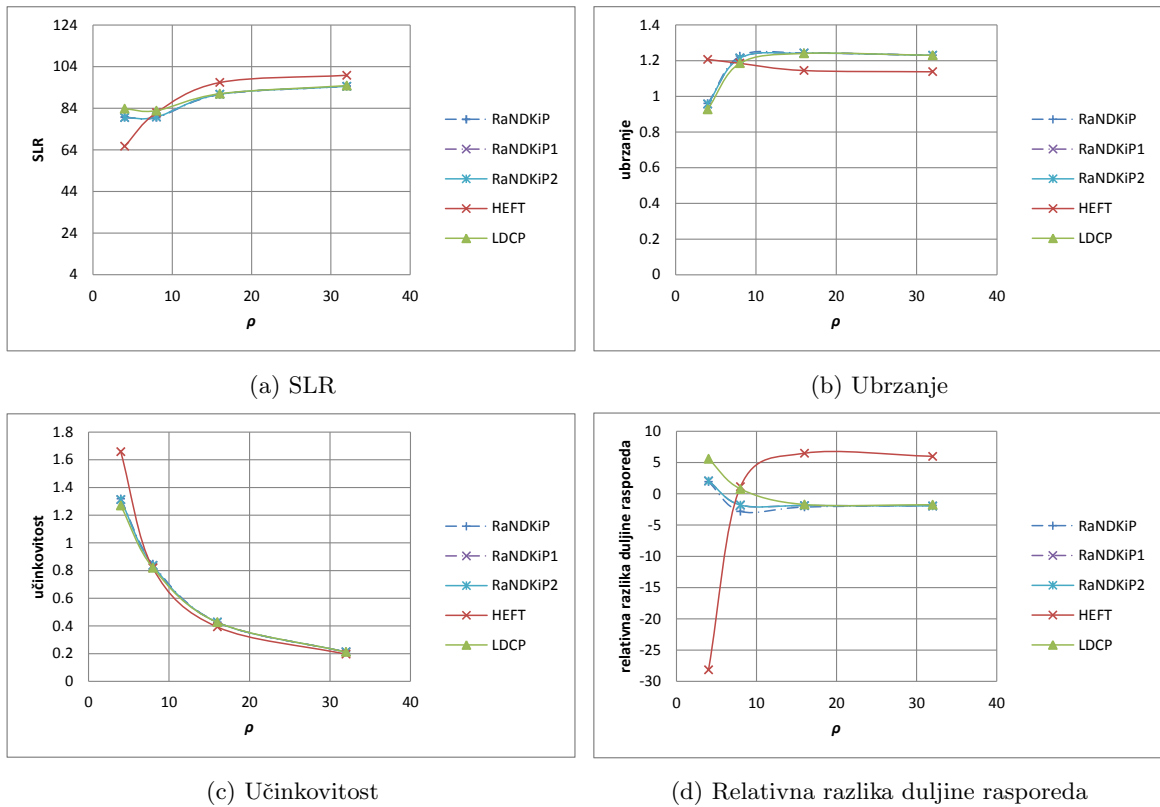 124
104
84
64
44
24
4
SLR
0
10
20
30
40
ρ
RaNDKiP
RaNDKiP1
RaNDKiP2
HEFT
LDCP
(a) SLR
1.4
1.2
1
0.8
0.6
0.4
0.2
0
ubrzanje
0
10
20
30
40
ρ
RaNDKiP
RaNDKiP1
RaNDKiP2
HEFT
LDCP
(b) Ubrzanje
1.8
1.6
1.4
1.2
1
0.8
0.6
0.4
0.2
0
učinkovitost
0
10
20
30
40
ρ
RaNDKiP
RaNDKiP1
RaNDKiP2
HEFT
LDCP
(c) Učinkovitost
10
5
0
-5
-10
-15
-20
-25
-30
relativna razlika duljine rasporeda
0
10
20
30
40
ρ
RaNDKiP
RaNDKiP1
RaNDKiP2
HEFT
LDCP
(d) Relativna razlika duljine rasporeda